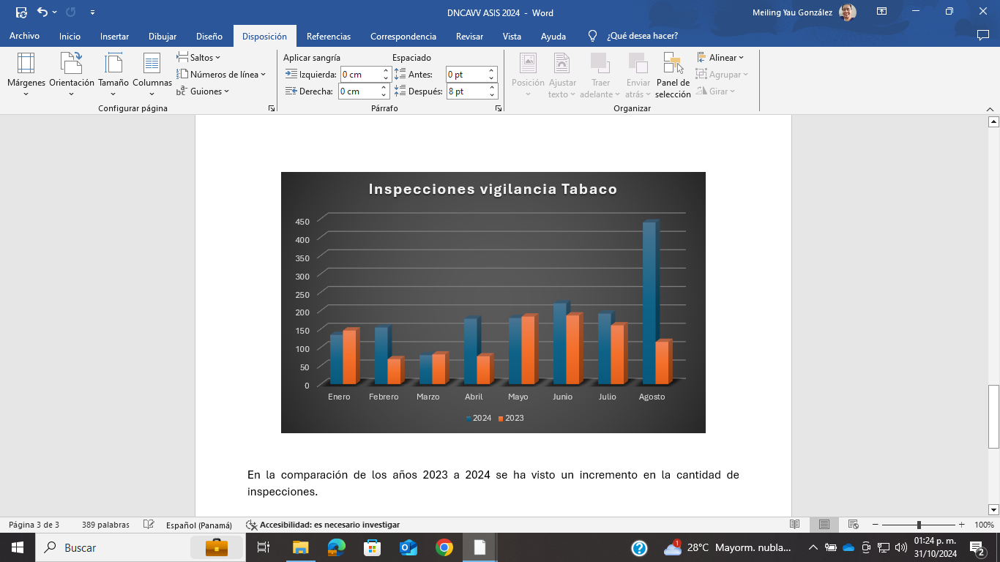 DNCAVV ASIS 2024 - Word
Meiling Yau González
Archivo Inicio Insertar Dibujar Diseño Disposición Referencias Correspondencia Revisar Vista Ayuda ¿Qué desea hacer?
Márgenes Orientación Tamaño Columnas
Saltos
Números de línea
Guiones
Configurar página
Aplicar sangría Espaciado
Izquierda: 0 cm Antes: 0 pt
Derecha: 0 cm Después: 8 pt
Párrafo
Posición Ajustar texto Traer adelante Enviar atrás Panel de selección
Alinear
Agrupar
Girar
Organizar
Inspecciones vigilancia Tabaco
450
400
350
300
250
200
150
100
50
0
Enero Febrero Marzo Abril Mayo Junio Julio Agosto
2024 2023
En la comparación de los años 2023 a 2024 se ha visto un incremento en la cantidad de
inspecciones.
Página 3 de 3 389 palabras Español (Panamá) Accesibilidad: es necesario investigar 100%
Buscar 1 28°C Mayorm. nubla... 01:24 p. m.
31/10/2024 2